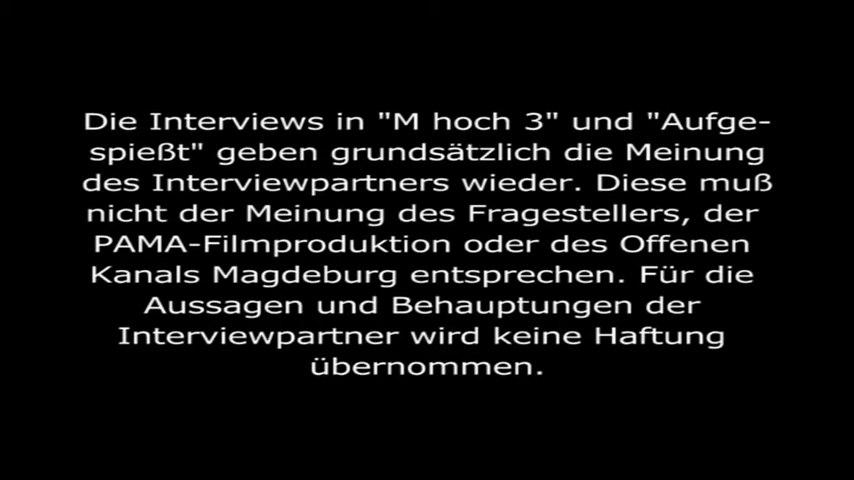 Die Interviews in "M hoch 3" und "Aufge-
spießt" geben grundsätzlich die Meinung
des Interviewpartners wieder. Diese muß
nicht der Meinung des Fragestellers, der
PAMA-Filmproduktion oder des Offenen
Kanals Magdeburg entsprechen. Für die
Aussagen und Behauptungen der
Interviewpartner wird keine Haftung
übernommen.